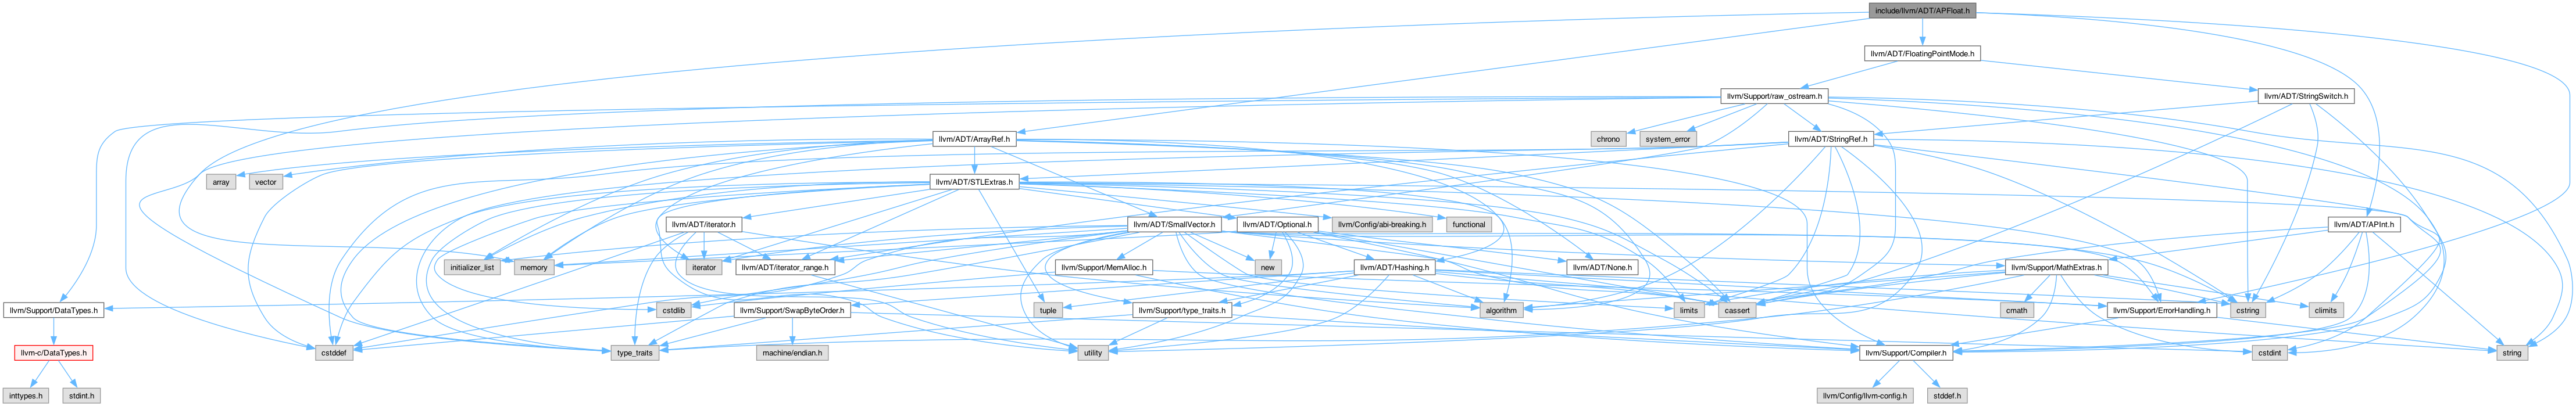 include/llvm/ADT/APFloat.h
llvm/ADT/FloatingPointMode.h
llvm/Support/raw_ostream.h
llvm/ADT/StringSwitch.h
llvm/ADT/ArrayRef.h
chrono
system_error
llvm/ADT/StringRef.h
array
vector
llvm/ADT/STLExtras.h
llvm/ADT/iterator.h
llvm/ADT/SmallVector.h
llvm/ADT/Optional.h
llvm/Config/abi-breaking.h
functional
llvm/ADT/APInt.h
initializer_list
memory
iterator
llvm/ADT/iterator_range.h
llvm/Support/MemAlloc.h
new
llvm/ADT/Hashing.h
llvm/ADT/None.h
llvm/Support/MathExtras.h
llvm/Support/DataTypes.h
cstdlib
llvm/Support/SwapByteOrder.h
tuple
llvm/Support/type_traits.h
algorithm
limits
cassert
cmath
llvm/Support/ErrorHandling.h
cstring
climits
llvm-c/DataTypes.h
cstddef
type_traits
machine/endian.h
utility
llvm/Support/Compiler.h
cstdint
string
inttypes.h
stdint.h
llvm/Config/llvm-config.h
stddef.h